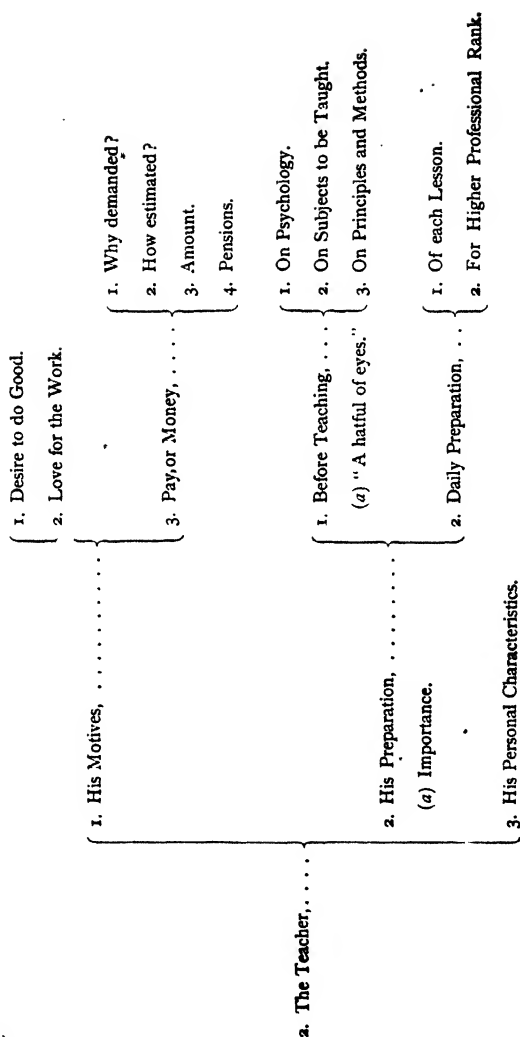 2. The Teacher, . . . .
1. His Motives, . . . . . . . . . . . .
1. Desire to do Good.
2. Love for the Work.
3. Pay, or Money, . . . .
1. Why demanded?
2. How estimated?
3. Amount.
4. Pensions.
2. His Preparation, . . . . . . . . .
(a) Importance.
1. Before Teaching, . . .
(a) "A hatful of eyes."
1. On Psychology.
2. On Subjects to be Taught.
3. On Principles and Methods.
2. Daily Preparation, . .
1. Of each Lesson.
2. For Higher Professional Rank.
3. His Personal Characteristics.